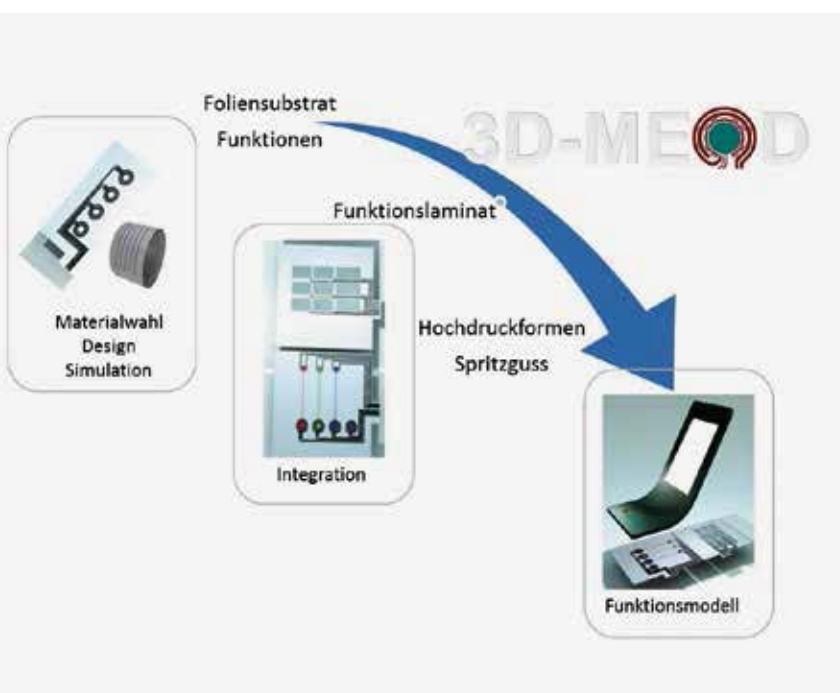 Foliensubstrat
Funktionen
3D-MEOD
Funktionslaminat
Materialwahl
Design
Simulation
Hochdruckformen
Spritzguss
Integration
Funktionsmodell